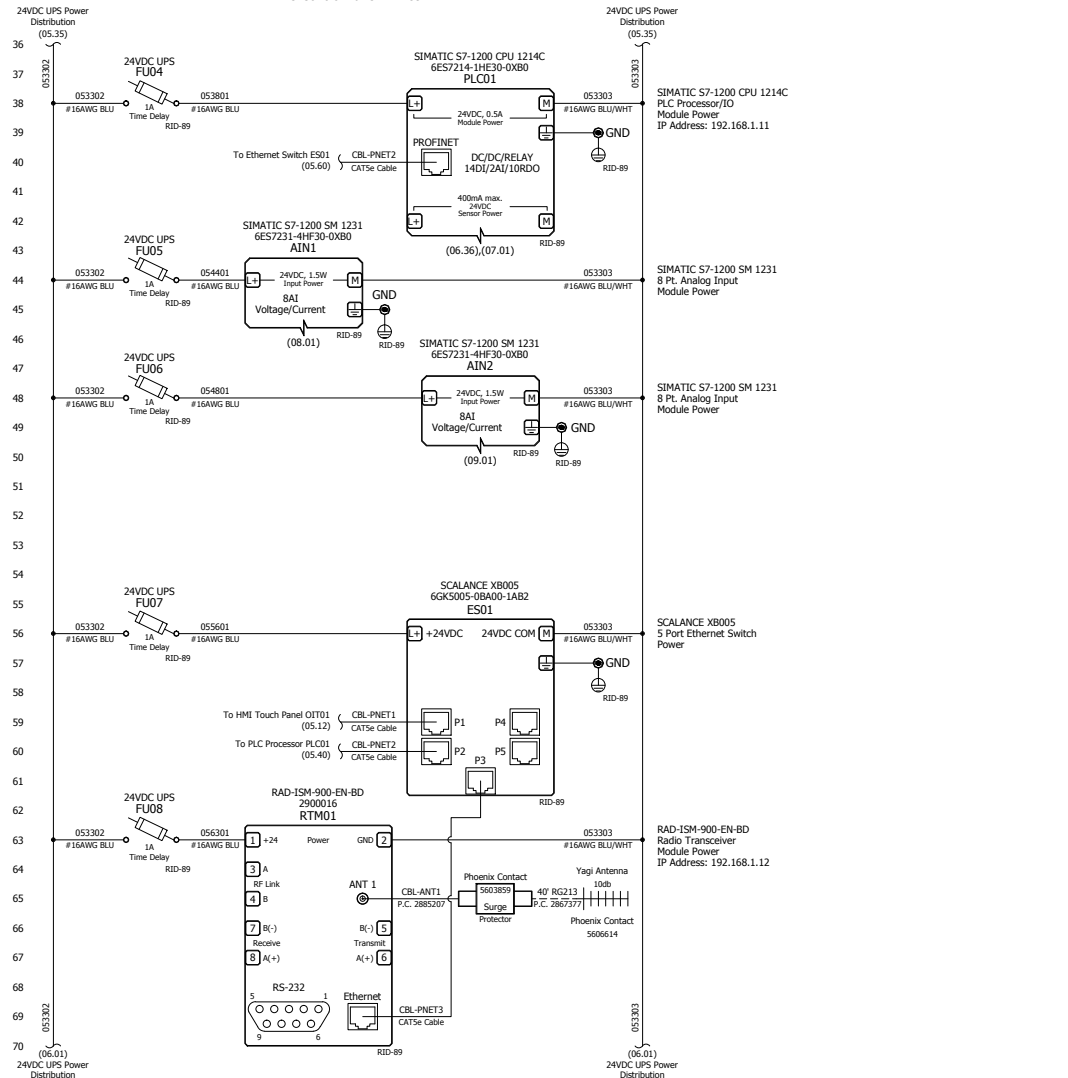 24VDC UPS Power
Distribution
(05.35)
24VDC UPS Power
Distribution
(05.35)
36
053302
053303
37
24VDC UPS
FU04
SIMATIC S7-1200 CPU 1214C
6ES7214-1HE30-0XB0
PLC01
38
053302
#16AWG BLU
1A
Time Delay
RID-89
053801
#16AWG BLU
L+
M
24VDC, 0.5A
Module Power
053303
#16AWG BLU/WHT
SIMATIC S7-1200 CPU 1214C
PLC Processor/IO
Module Power
IP Address: 192.168.1.11
39
GND
RID-89
40
To Ethernet Switch ES01
(05.60)
CBL-PNET2
CAT5e Cable
PROFINET
DC/DC/RELAY
14DI/2AI/10RDO
41
400mA max.
24VDC
Sensor Power
42
L+
M
RID-89
(06.36),(07.01)
43
24VDC UPS
FU05
SIMATIC S7-1200 SM 1231
6ES7231-4HF30-0XB0
AIN1
44
053302
#16AWG BLU
1A
Time Delay
RID-89
054401
#16AWG BLU
L+
24VDC, 1.5W
Input Power
M
053303
#16AWG BLU/WHT
SIMATIC S7-1200 SM 1231
8 Pt. Analog Input
Module Power
45
8AI
Voltage/Current
GND
RID-89
RID-89
(08.01)
46
47
24VDC UPS
FU06
SIMATIC S7-1200 SM 1231
6ES7231-4HF30-0XB0
AIN2
48
053302
#16AWG BLU
1A
Time Delay
RID-89
054801
#16AWG BLU
L+
24VDC, 1.5W
Input Power
M
053303
#16AWG BLU/WHT
SIMATIC S7-1200 SM 1231
8 Pt. Analog Input
Module Power
49
8AI
Voltage/Current
GND
RID-89
RID-89
(09.01)
50
51
52
53
54
55
24VDC UPS
FU07
SCALANCE XB005
6GK5005-0BA00-1AB2
ES01
56
053302
#16AWG BLU
1A
Time Delay
RID-89
055601
#16AWG BLU
L+
+24VDC
24VDC COM
M
053303
#16AWG BLU/WHT
SCALANCE XB005
5 Port Ethernet Switch
Power
57
GND
RID-89
58
59
To HMI Touch Panel OIT01
(05.12)
CBL-PNET1
CAT5e Cable
P1
P4
60
To PLC Processor PLC01
(05.40)
CBL-PNET2
CAT5e Cable
P2
P5
P3
61
RID-89
62
24VDC UPS
FU08
RAD-ISM-900-EN-BD
2900016
RTM01
63
053302
#16AWG BLU
1A
Time Delay
RID-89
056301
#16AWG BLU
1
+24
Power
GND
2
053303
#16AWG BLU/WHT
RAD-ISM-900-EN-BD
Radio Transceiver
Module Power
IP Address: 192.168.1.12
64
3
A
RF Link
65
4
B
ANT 1
CBL-ANT1
P.C. 2885207
Phoenix Contact
5603859
Surge
Protector
40' RG213
P.C. 2867377
Yagi Antenna
10db
Phoenix Contact
5606614
66
7
B(-)
Receive
B(-)
5
Transmit
67
8
A(+)
A(+)
6
68
RS-232
5
1
9
6
Ethernet
69
CBL-PNET3
CAT5e Cable
053302
053303
70
RID-89
(06.01)
24VDC UPS Power
Distribution
(06.01)
24VDC UPS Power
Distribution